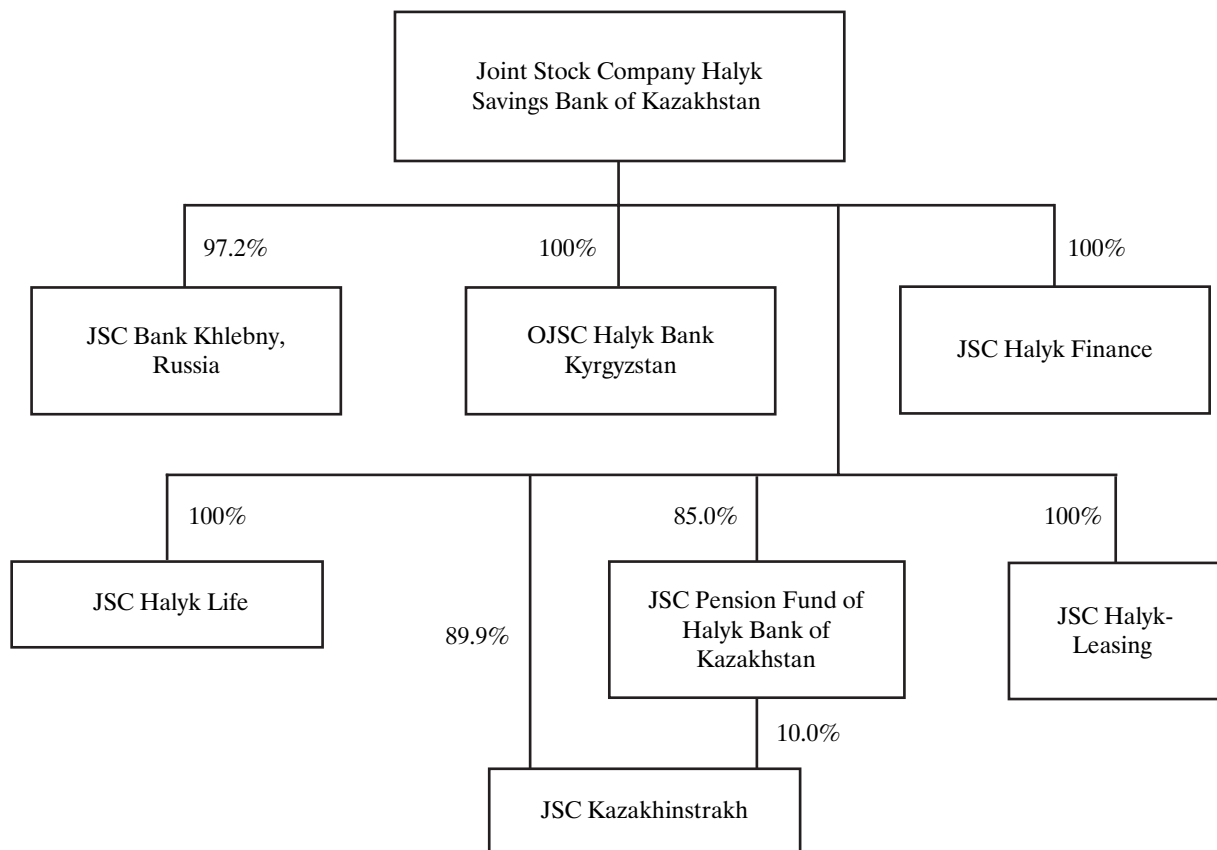 Joint Stock Company Halyk
Savings Bank of Kazakhstan
97.2%
100%
100%
JSC Bank Khlebny,
Russia
OJSC Halyk Bank
Kyrgyzstan
JSC Halyk Finance
100%
85.0%
100%
JSC Halyk Life
89.9%
JSC Pension Fund of
Halyk Bank of
Kazakhstan
JSC Halyk-
Leasing
10.0%
JSC Kazakhinstrakh